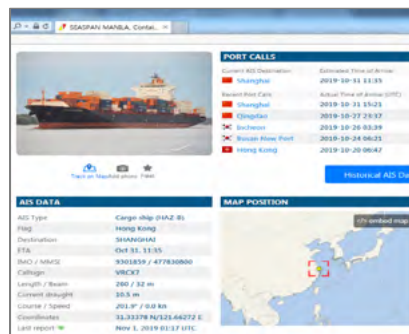 SEASPAN MANILA, Contai...
PORT CALLS
Current AIS Destination Estimated Time of Arrival
Shanghai 2019-10-31 11:35
Recent Port Calls Actual Time of Arrival (UTC)
Shanghai 2019-10-31 15:21
Qingdao 2019-10-27 23:37
Incheon 2019-10-26 03:39
Busan New Port 2019-10-24 06:21
Hong Kong 2019-10-20 06:47
Track on Map Add photo Fleet
Historical AIS Da
AIS DATA
MAP POSITION
AIS Type Cargo ship (HAZ-B)
Flag Hong Kong
</> embed map
Destination SHANGHAI
ETA Oct 31, 11:35
IMO / MMSI 9301859 / 477830800
Callsign VRCX7
Length / Beam 260 / 32 m
Current draught 10.5 m
Course / Speed 201.9° / 0.0 kn
Coordinates 31.33378 N/121.66272 E
Last report Nov 1, 2019 01:17 UTC